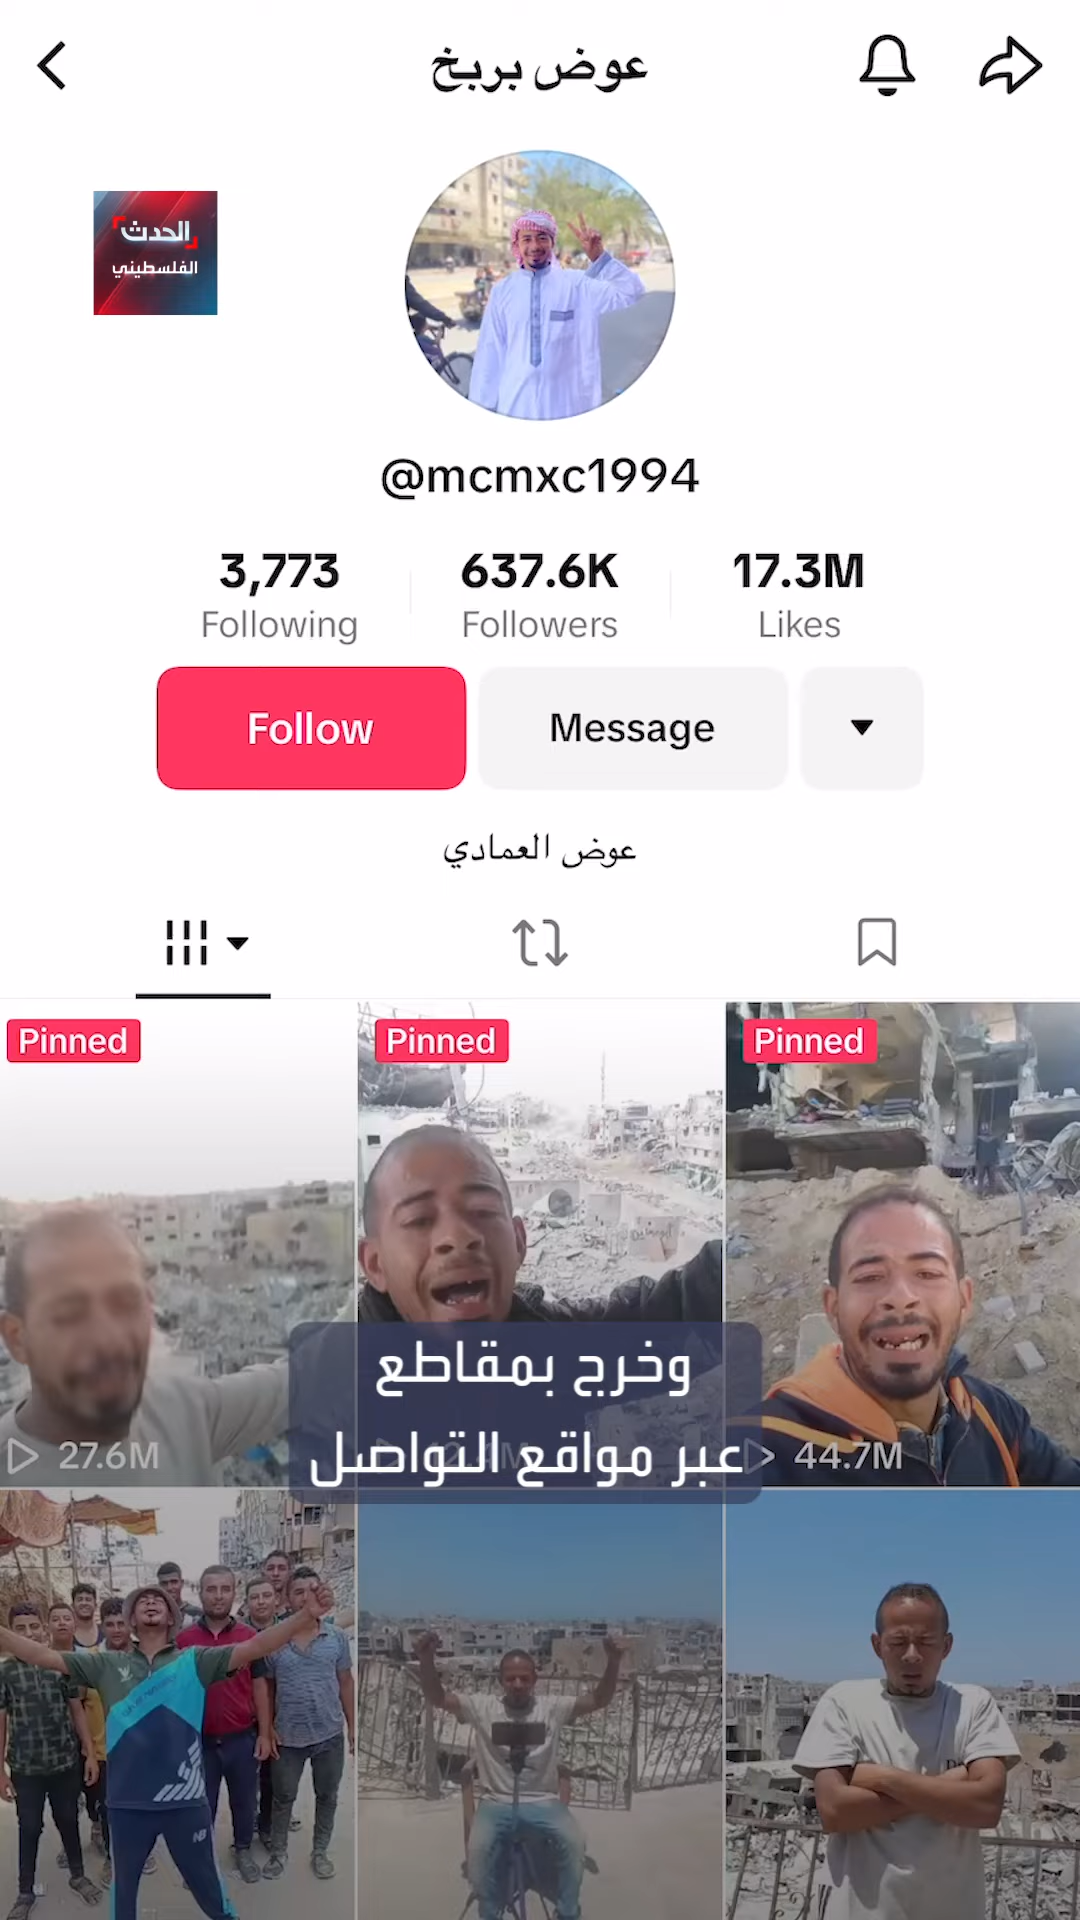 عوض بربخ
الحدث
الفلسطيني
@mcmxc1994
3,773
Following
637.6K
Followers
17.3M
Likes
Follow
Message
عوض العمادي
Pinned
Pinned
Pinned
وخرج بمقاطع
عبر مواقع التواصل
27.6M
44.7M